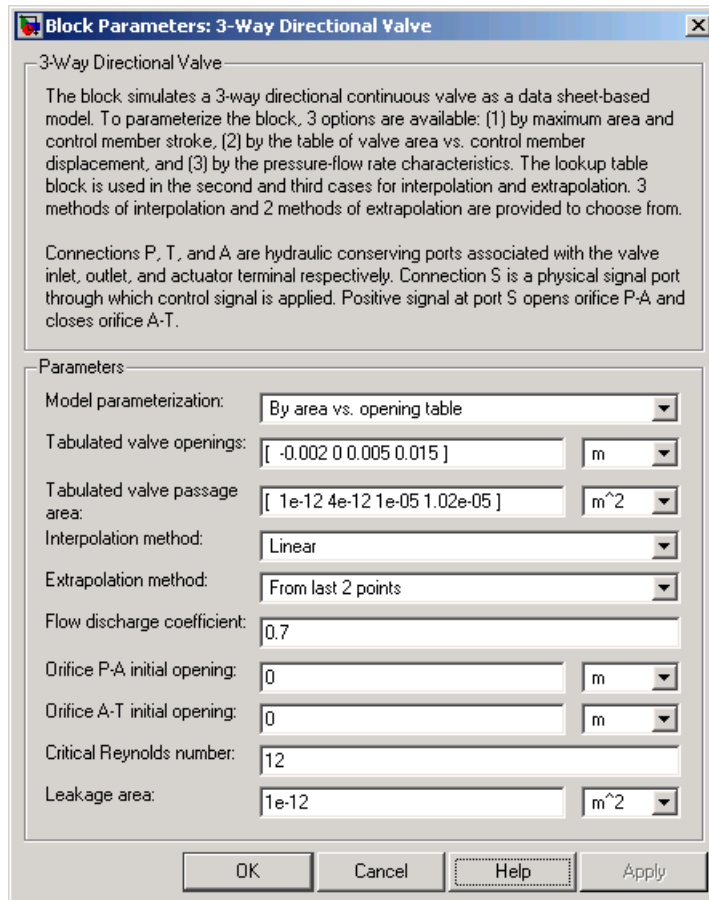 Block Parameters: 3-Way Directional Valve
3-Way Directional Valve
The block simulates a 3-way directional continuous valve as a data sheet-based
model. To parameterize the block, 3 options are available: (1) by maximum area and
control member stroke, (2) by the table of valve area vs. control member
displacement, and (3) by the pressure-flow rate characteristics. The lookup table
block is used in the second and third cases for interpolation and extrapolation. 3
methods of interpolation and 2 methods of extrapolation are provided to choose from.
Connections P, T, and A are hydraulic conserving ports associated with the valve
inlet, outlet, and actuator terminal respectively. Connection S is a physical signal port
through which control signal is applied. Positive signal at port S opens orifice P-A and
closes orifice A-T.
Parameters
Model parameterization: By area vs. opening table
Tabulated valve openings: [ -0.002 0 0.005 0.015 ] m
Tabulated valve passage
area: [ 1e-12 4e-12 1e-05 1.02e-05 ] m^2
Interpolation method: Linear
Extrapolation method: From last 2 points
Flow discharge coefficient: 0.7
Orifice P-A initial opening: 0 m
Orifice A-T initial opening: 0 m
Critical Reynolds number: 12
Leakage area: 1e-12 m^2
OK Cancel Help Apply